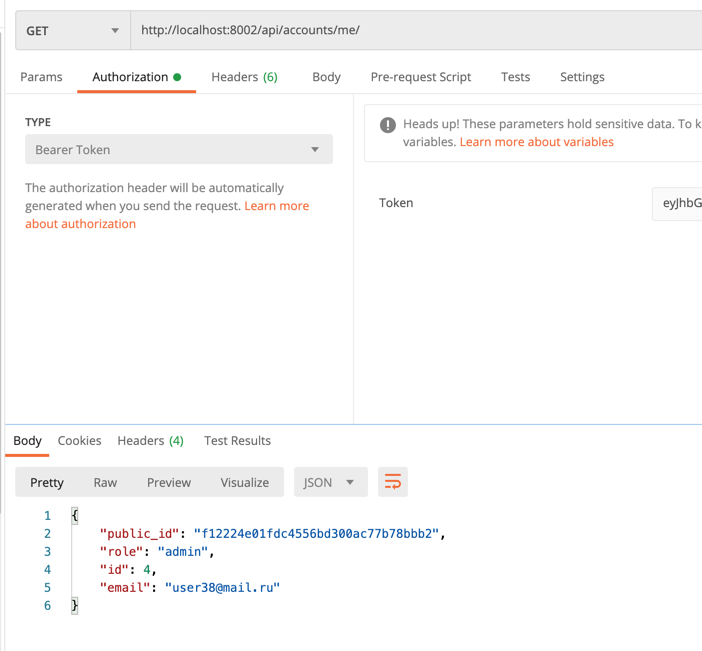 GET http://localhost:8002/api/accounts/me/
Params Authorization Headers (6) Body Pre-request Script Tests Settings
TYPE
Bearer Token
The authorization header will be automatically
generated when you send the request. Learn more
about authorization
Heads up! These parameters hold sensitive data. To k
variables. Learn more about variables
Token eyJhbG
Body Cookies Headers (4) Test Results
Pretty Raw Preview Visualize JSON
1 {
2 "public_id": "f12224e01fdc4556bd300ac77b78bbb2",
3 "role": "admin",
4 "id": 4,
5 "email": "user38@mail.ru"
6 }